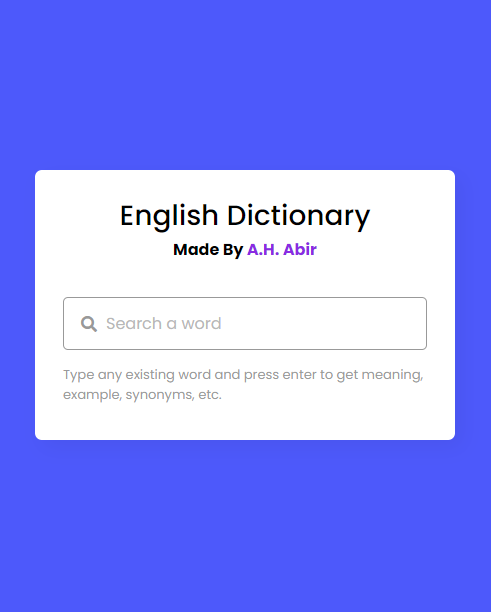 English Dictionary
Made By A.H. Abir
Search a word
Type any existing word and press enter to get meaning,
example, synonyms, etc.